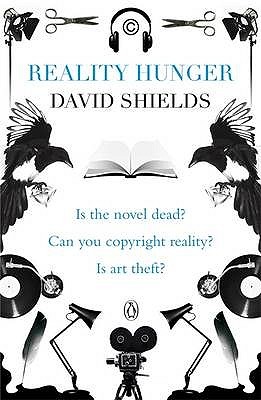 ©
REALITY HUNGER
DAVID SHIELDS
Is the novel dead?
Can you copyright reality?
Is art theft?